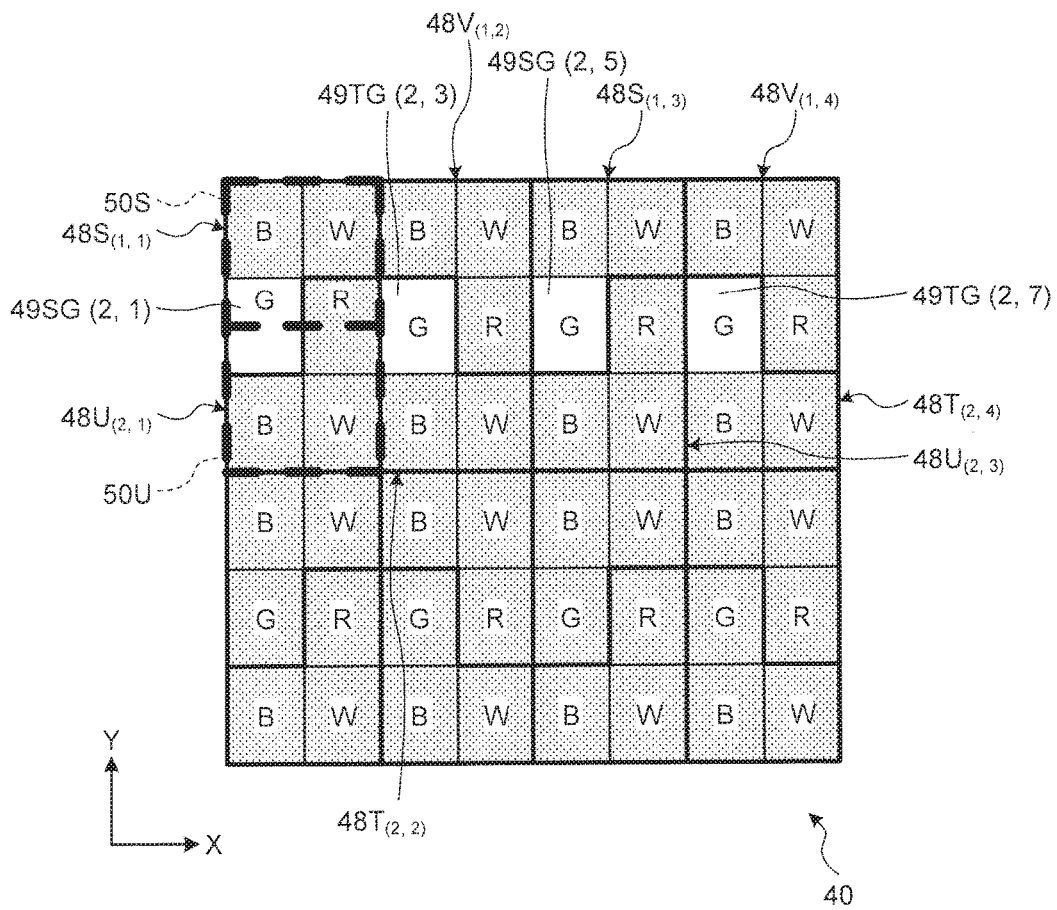 48V(1,2)
49SG (2, 5)
49TG (2, 3)
48S(1, 3)
48V(1, 4)
50S
48S(1, 1)
B W B W B W B W
49SG (2, 1)
G R G R G R G R
49TG (2, 7)
48U(2, 1)
B W B W B W B W
48T(2, 4)
48U(2, 3)
50U
B W B W B W B W
G R G R G R G R
B W B W B W B W
Y
X
48T(2, 2)
40